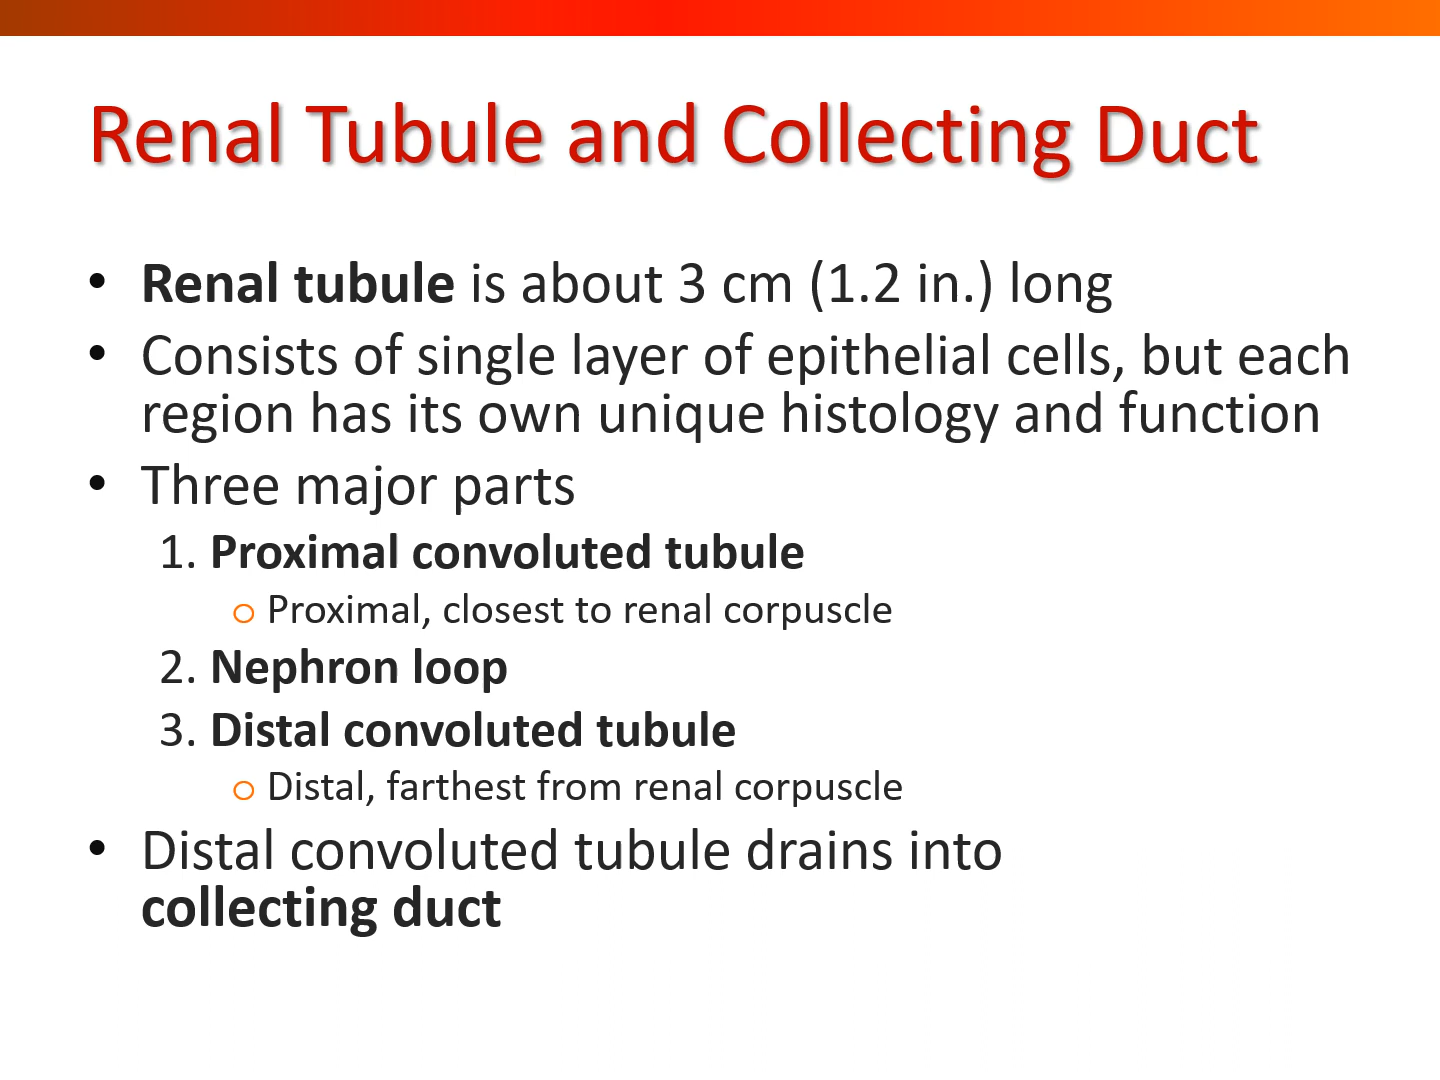 Renal Tubule and Collecting Duct
• Renal tubule is about 3 cm (1.2 in.) long
• Consists of single layer of epithelial cells, but each
region has its own unique histology and function
• Three major parts
1. Proximal convoluted tubule
o Proximal, closest to renal corpuscle
2. Nephron loop
3. Distal convoluted tubule
o Distal, farthest from renal corpuscle
• Distal convoluted tubule drains into
collecting duct